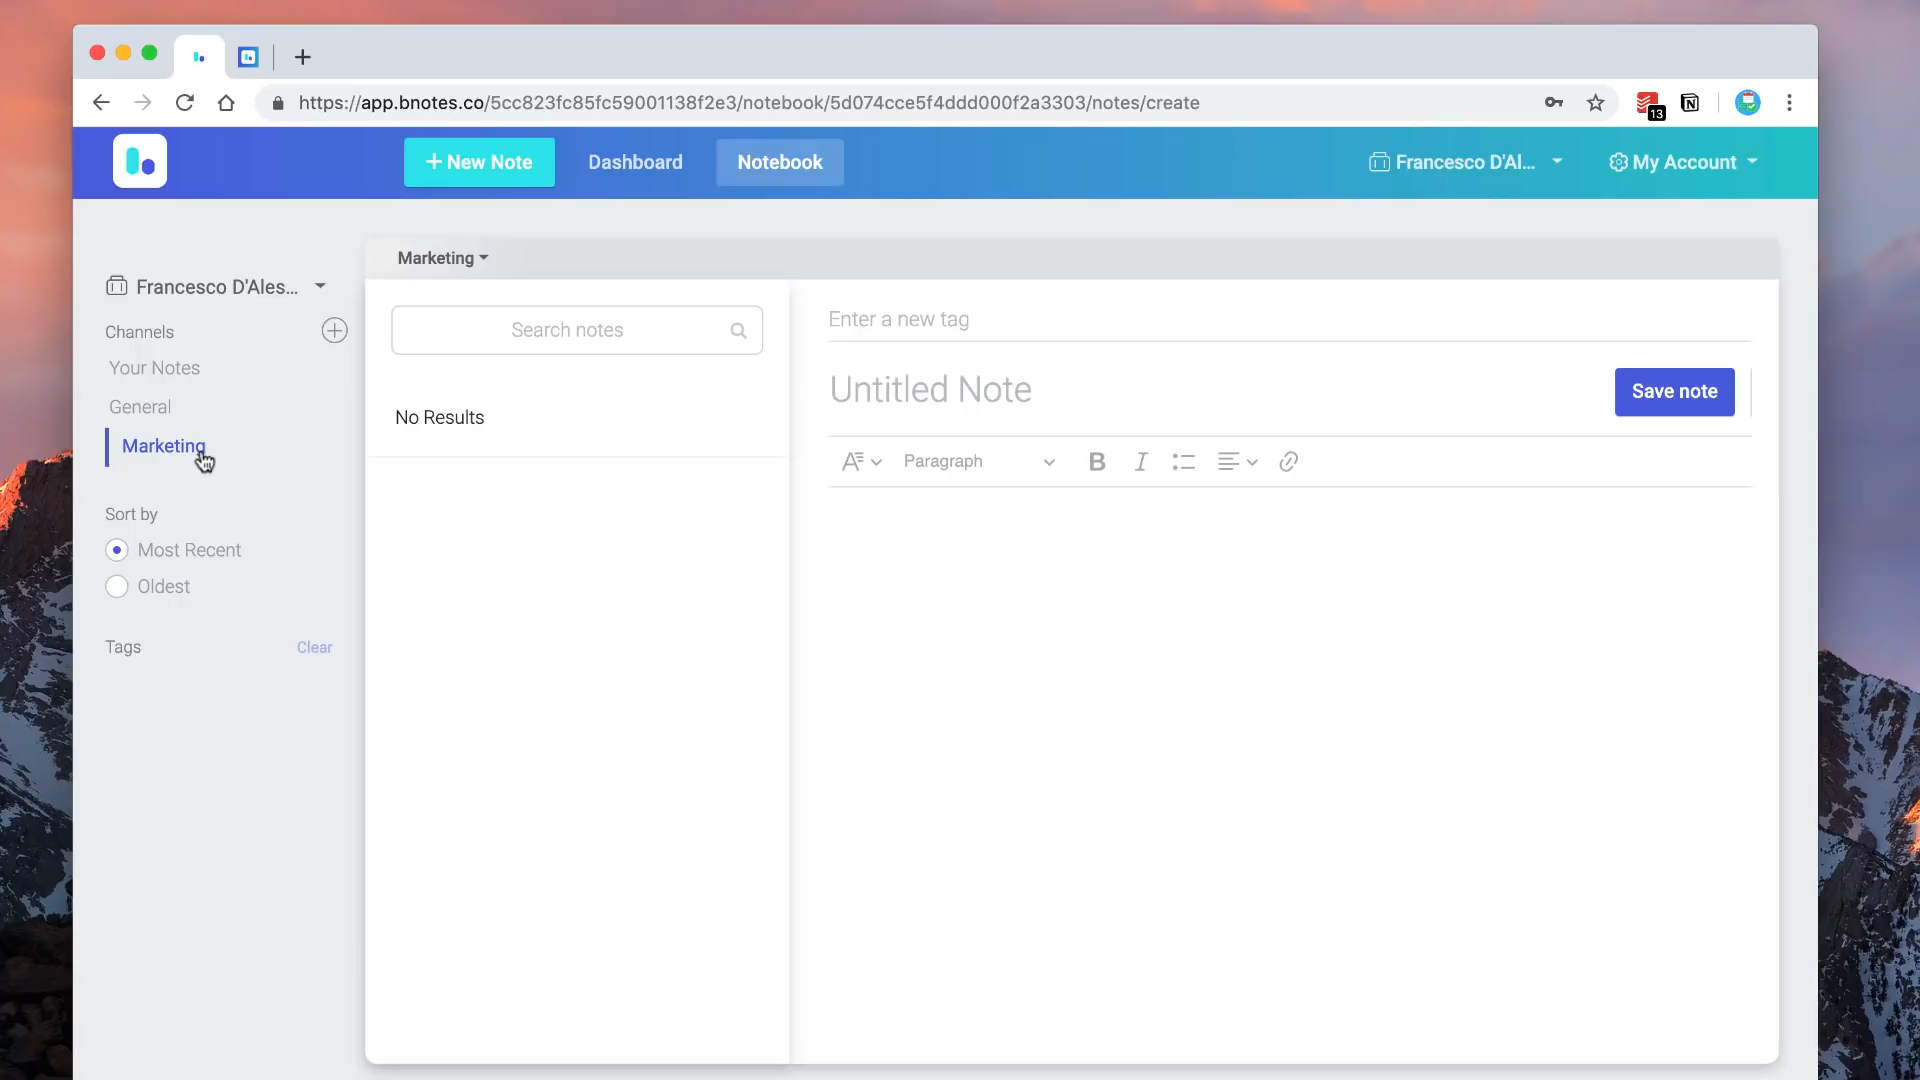 https://app.bnotes.co/5cc823fc85fc59001138f2e3/notebook/5d074cce5f4ddd000f2a3303/notes/create
13
+ New Note
Dashboard
Notebook
Francesco D'Al...
My Account
Marketing
Francesco D'Ales...
Channels
Your Notes
General
Marketing
Sort by
Most Recent
Oldest
Tags
Clear
Search notes
No Results
Enter a new tag
Untitled Note
Save note
Paragraph
B
I